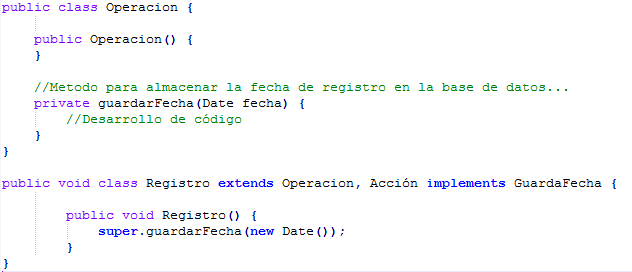 public class Operacion {
public Operacion() {
}
//Metodo para almacenar la fecha de registro en la base de datos...
private guardarFecha(Date fecha) {
//Desarrollo de código
}
}
public void class Registro extends Operacion, Acción implements GuardaFecha {
public void Registro() {
super.guardarFecha(new Date());
}
}